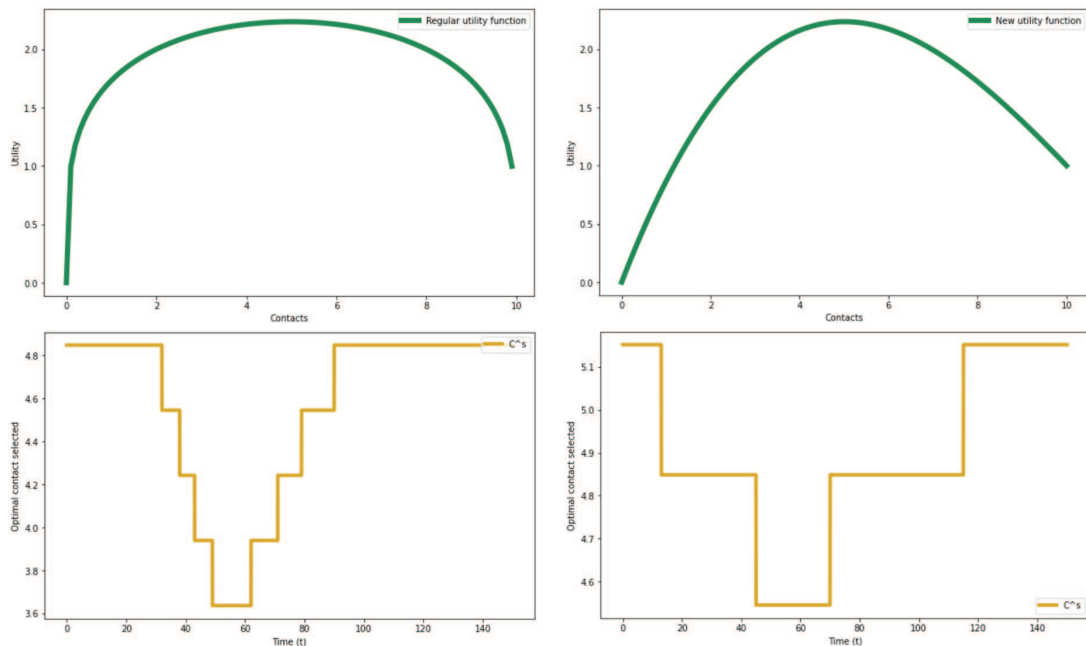 Regular utility function
2.0
1.5
1.0
0.5
0.0
Utility
0 2 4 6 8 10
Contacts
New utility function
2.0
1.5
1.0
0.5
0.0
Utility
0 2 4 6 8 10
Contacts
C^s
4.8
4.6
4.4
4.2
4.0
3.8
3.6
Optimal contact selected
0 20 40 60 80 100 120 140
Time (t)
5.1
5.0
4.9
4.8
4.7
4.6
Optimal contact selected
C^s
0 20 40 60 80 100 120 140
Time (t)